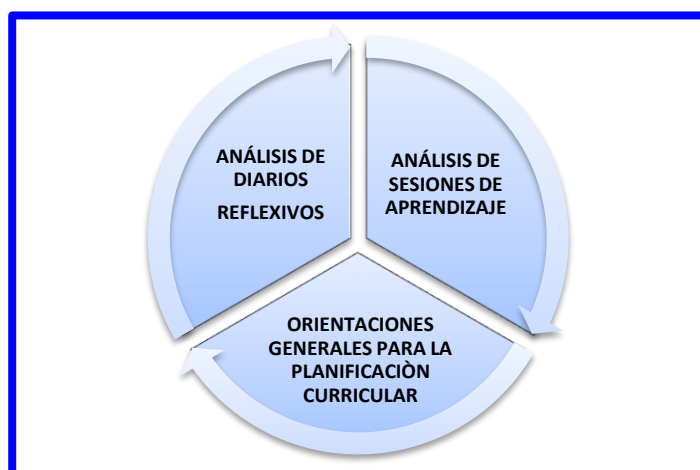 ANÁLISIS DE
DIARIOS
REFLEXIVOS
ANÁLISIS DE
SESIONES DE
APRENDIZAJE
ORIENTACIONES
GENERALES PARA LA
PLANIFICACIÒN
CURRICULAR